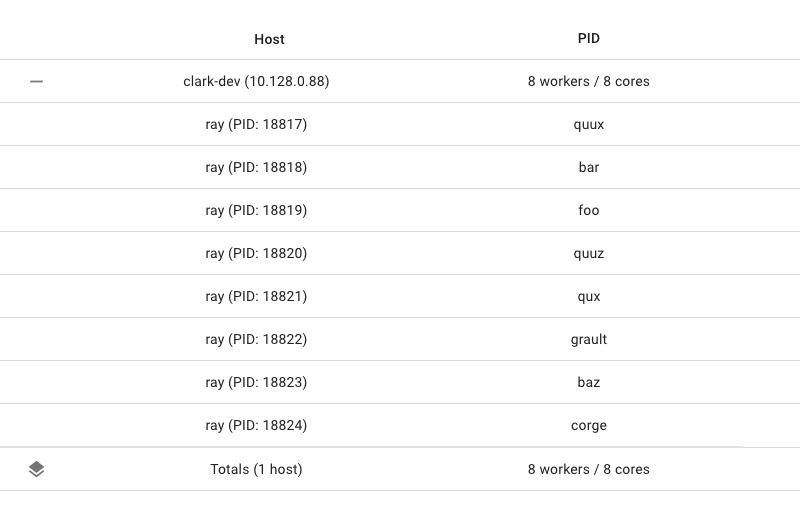 Host PID
clark-dev (10.128.0.88) 8 workers / 8 cores
ray (PID: 18817) quux
ray (PID: 18818) bar
ray (PID: 18819) foo
ray (PID: 18820) quuz
ray (PID: 18821) qux
ray (PID: 18822) grault
ray (PID: 18823) baz
ray (PID: 18824) corge
Totals (1 host) 8 workers / 8 cores